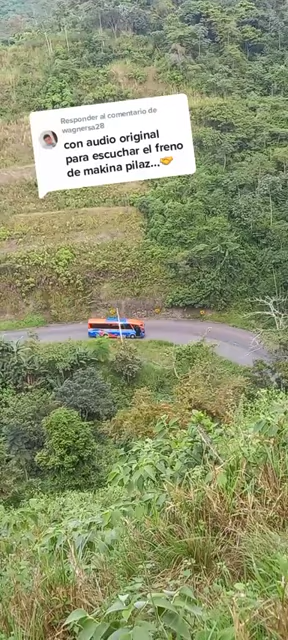 Responder al comentario de
wagnersa28
con audio original
para escuchar el freno
de makina pilaz...🤝